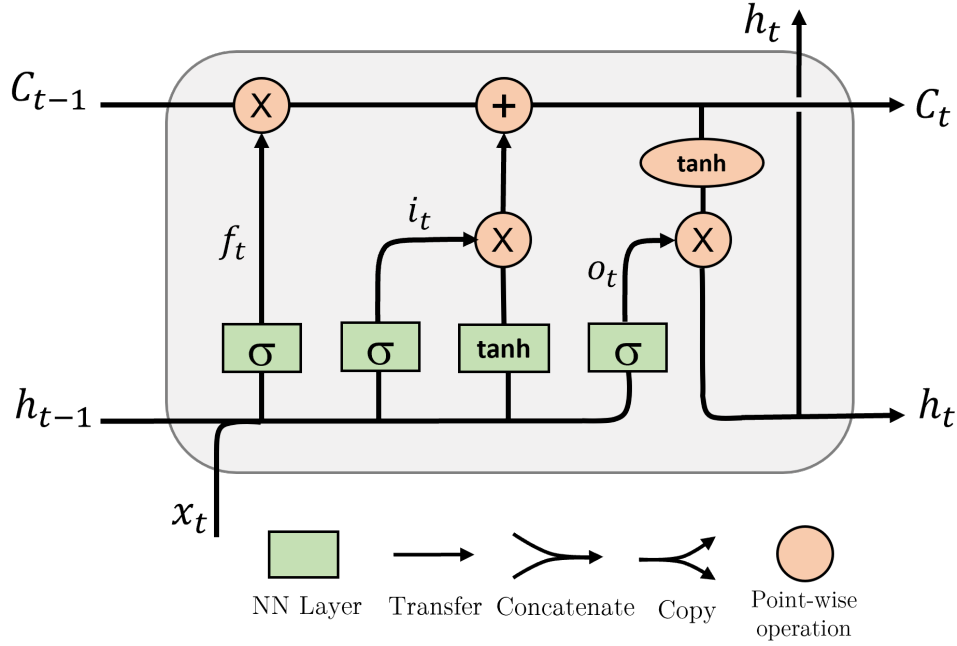 h_t
C_{t-1}
X
+
C_t
tanh
i_t
X
X
f_t
o_t
σ
σ
tanh
σ
h_{t-1}
h_t
x_t
NN Layer
Transfer
Concatenate
Copy
Point-wise
operation